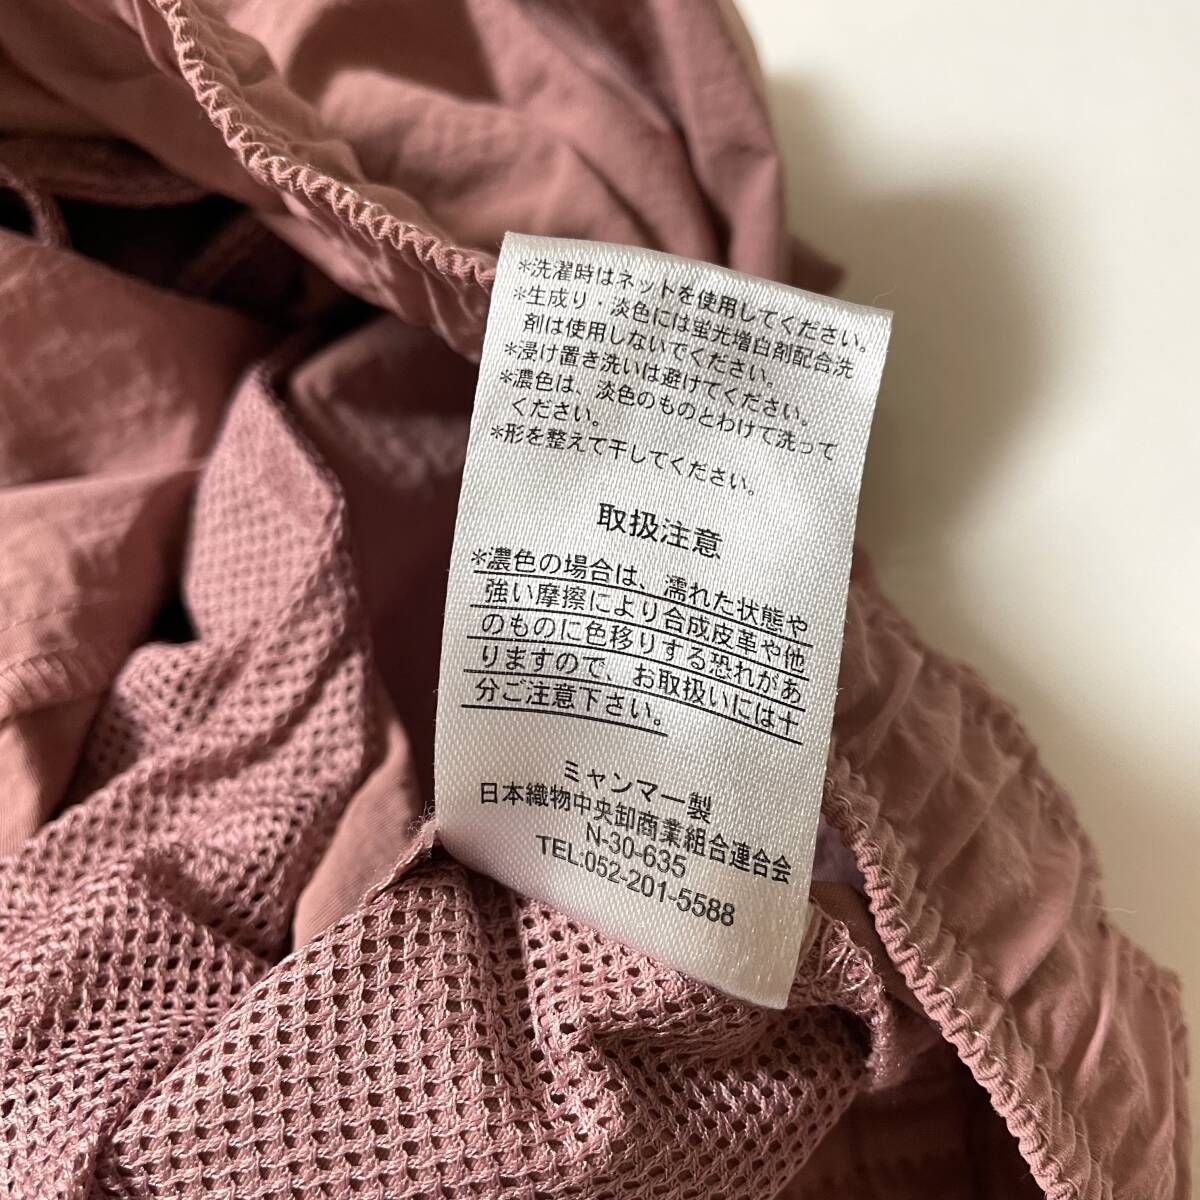 *洗濯時はネットを使用してください。
*生成り・淡色には蛍光増白剤配合洗
剤は使用しないでください。
*浸け置き洗いは避けてください。
*濃色は、淡色のものとわけて洗って
ください。
*形を整えて干してください。
取扱注意
*濃色の場合は、濡れた状態や
強い摩擦により合成皮革や他
のものに色移りする恐れがあ
りますので、お取扱いには十
分ご注意下さい。
ミャンマー製
日本織物中央卸商業組合連合会
N-30-635
TEL:052-201-5588